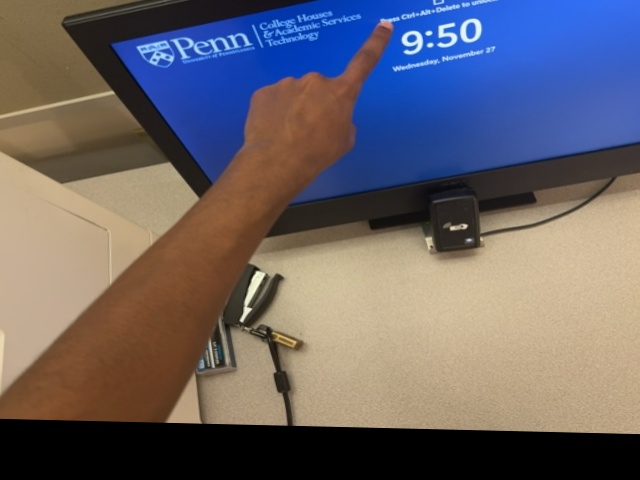 Penn
UNIVERSITY OF PENNSYLVANIA
College Houses
& Academic Services
Technology
Press Ctrl+Alt+Delete to unlock
9:50
Wednesday, November 27